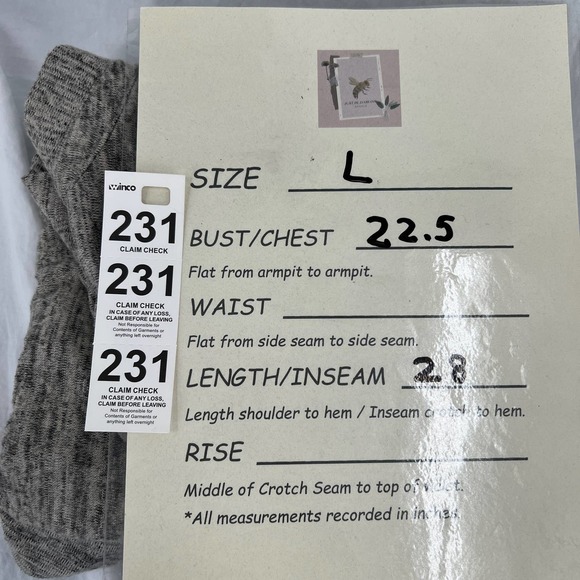 SIZE L
BUST/CHEST 22.5
Flat from armpit to armpit.
WAIST
Flat from side seam to side seam.
LENGTH/INSEAM 28
Length shoulder to hem / Inseam crotch to hem.
RISE
Middle of Crotch Seam to top of waist.
*All measurements recorded in inches.
winco
231
CLAIM CHECK
231
CLAIM CHECK
IN CASE OF ANY LOSS,
CLAIM BEFORE LEAVING
Not Responsible for
Contents of Garments or
anything left overnight
231
CLAIM CHECK
IN CASE OF ANY LOSS,
CLAIM BEFORE LEAVING
Not Responsible for
Contents of Garments or
anything left overnight